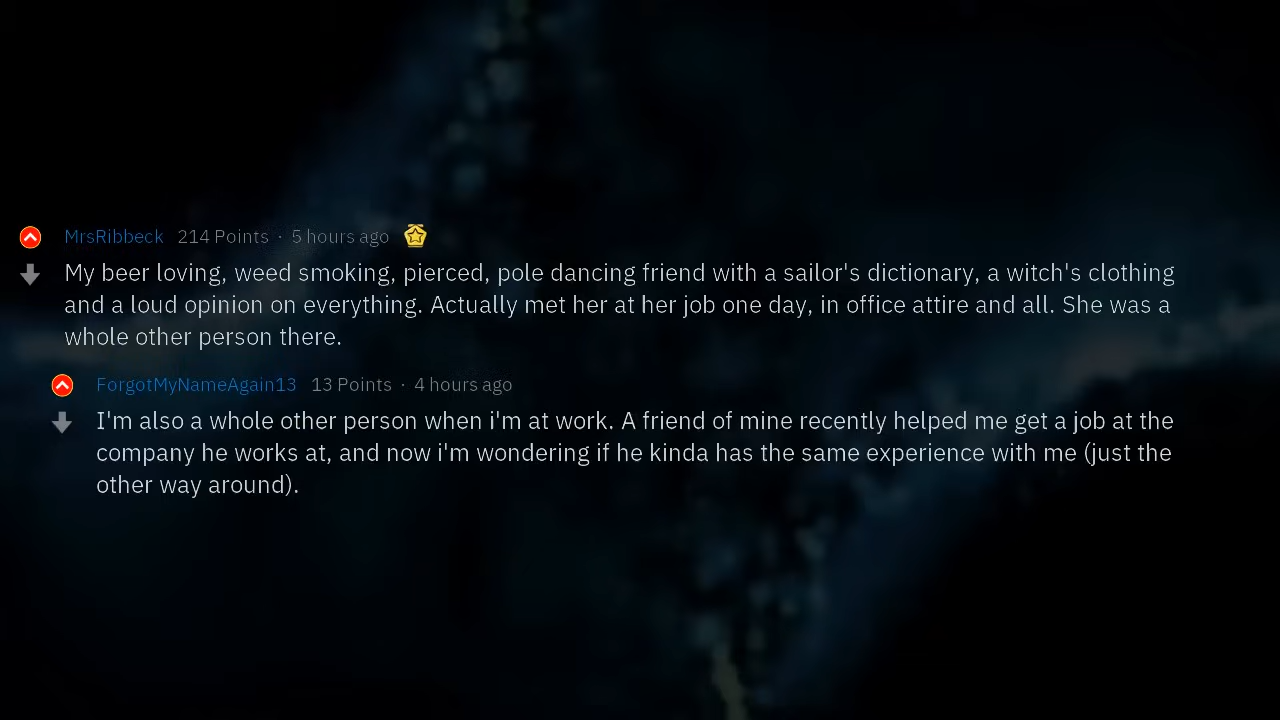 MrsRibbeck 214 Points · 5 hours ago
My beer loving, weed smoking, pierced, pole dancing friend with a sailor's dictionary, a witch's clothing
and a loud opinion on everything. Actually met her at her job one day, in office attire and all. She was a
whole other person there.
ForgotMyNameAgain13 13 Points · 4 hours ago
I'm also a whole other person when i'm at work. A friend of mine recently helped me get a job at the
company he works at, and now i'm wondering if he kinda has the same experience with me (just the
other way around).